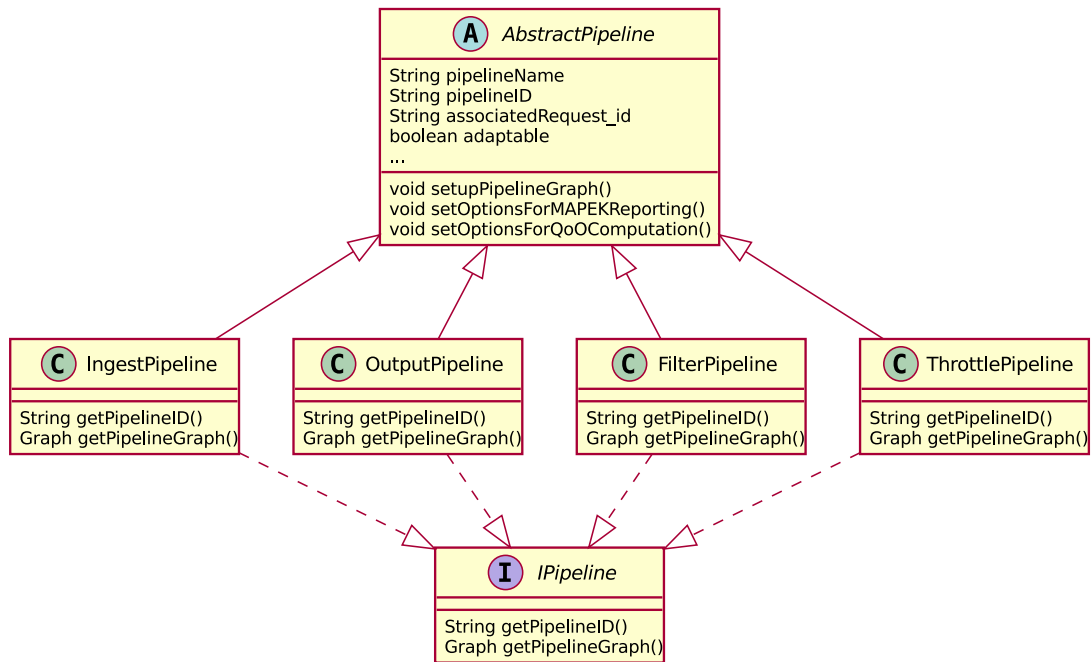 A AbstractPipeline
String pipelineName
String pipelineID
String associatedRequest_id
boolean adaptable
...
void setupPipelineGraph()
void setOptionsForMAPEKReporting()
void setOptionsForQoOComputation()
C IngestPipeline
String getPipelineID()
Graph getPipelineGraph()
C OutputPipeline
String getPipelineID()
Graph getPipelineGraph()
C FilterPipeline
String getPipelineID()
Graph getPipelineGraph()
C ThrottlePipeline
String getPipelineID()
Graph getPipelineGraph()
I IPipeline
String getPipelineID()
Graph getPipelineGraph()